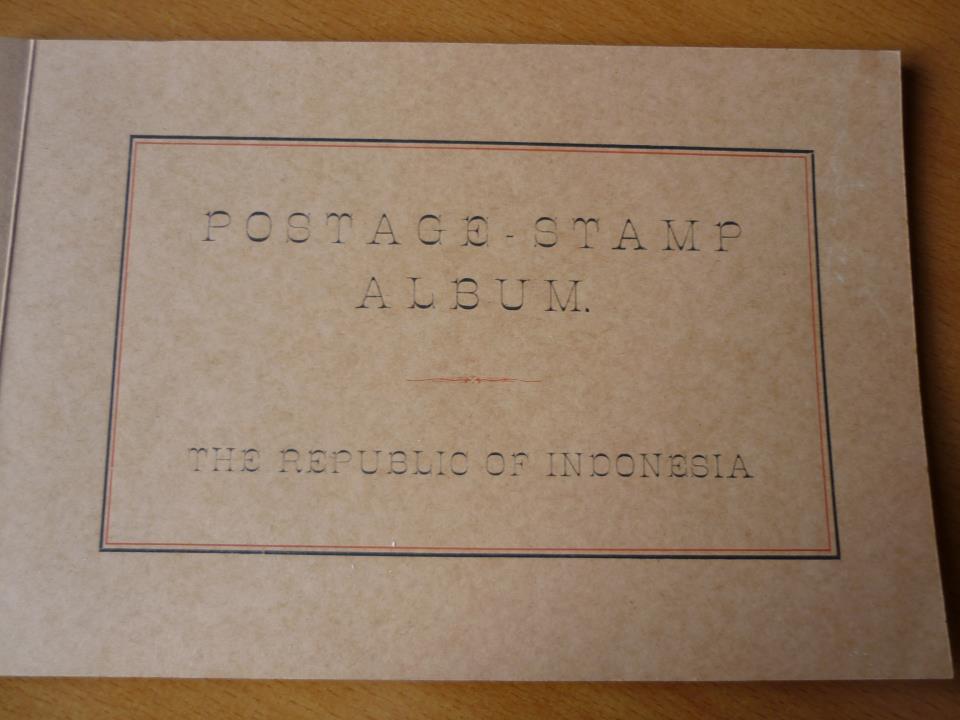 POSTAGE-STAMP
ALBUM.
THE REPUBLIC OF INDONESIA